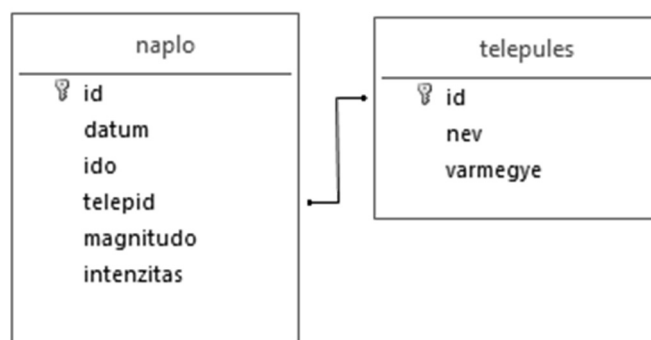 naplo
id
datum
ido
telepid
magnitudo
intenzitas
telepules
id
nev
varmegye